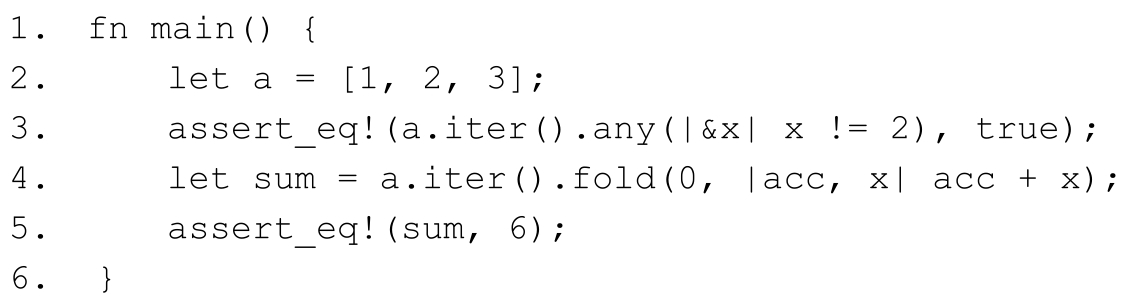 1. fn main() {
2.     let a = [1, 2, 3];
3.     assert_eq!(a.iter().any(|&x| x != 2), true);
4.     let sum = a.iter().fold(0, |acc, x| acc + x);
5.     assert_eq!(sum, 6);
6. }